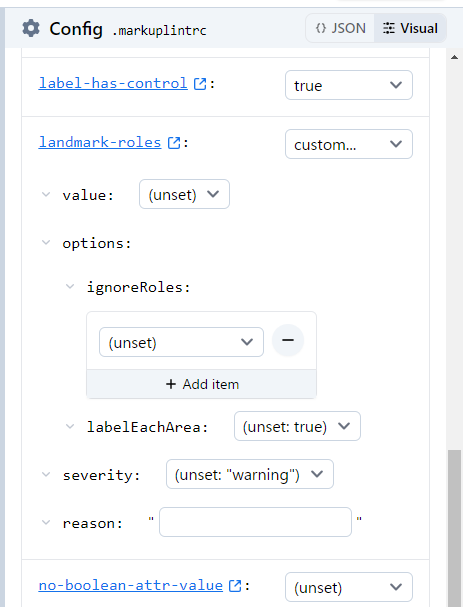 Config .markuplintrc
{} JSON
Visual
label-has-control :
true
landmark-roles :
custom...
value:
(unset)
options:
ignoreRoles:
(unset)
+ Add item
labelEachArea:
(unset: true)
severity:
(unset: "warning")
reason: " "
no-boolean-attr-value :
(unset)